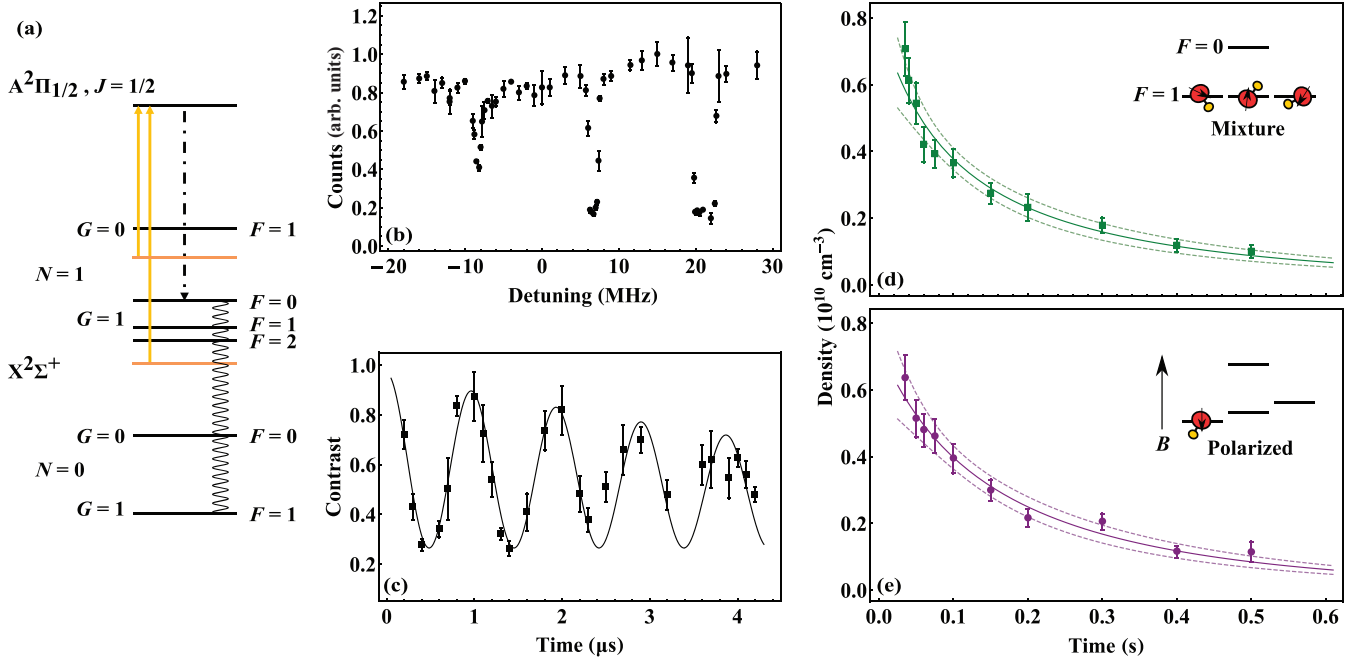 (a)
A²Π₁/₂ , J = 1/2
G = 0
F = 1
N = 1
F = 0
G = 1
F = 1
F = 2
X²Σ⁺
G = 0
F = 0
N = 0
G = 1
F = 1
1.2
1.0
0.8
0.6
0.4
0.2
0.0
Counts (arb. units)
(b)
−20
−10
0
10
20
30
Detuning (MHz)
1.0
0.8
0.6
0.4
0.2
Contrast
(c)
0
1
2
3
4
Time (μs)
0.8
0.6
0.4
0.2
0.0
F = 0
F = 1
Mixture
(d)
Density (10¹⁰ cm⁻³)
0.8
0.6
0.4
0.2
0.0
B
Polarized
(e)
0.0
0.1
0.2
0.3
0.4
0.5
0.6
Time (s)